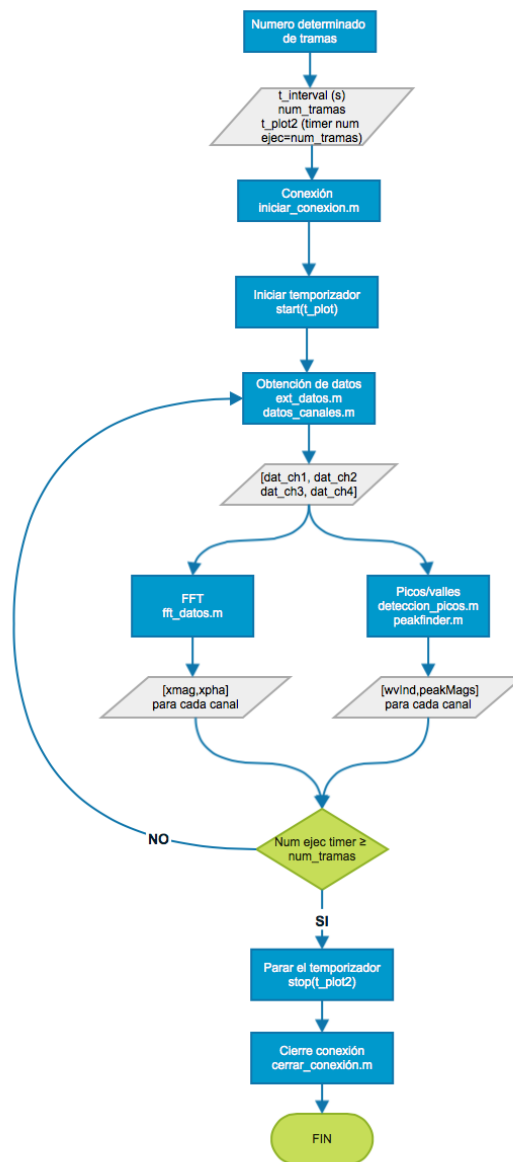 Numero determinado
de tramas
t_interval (s)
num_tramas
t_plot2 (timer num
ejec=num_tramas)
Conexión
iniciar_conexion.m
Iniciar temporizador
start(t_plot)
Obtención de datos
ext_datos.m
datos_canales.m
[dat_ch1, dat_ch2
dat_ch3, dat_ch4]
FFT
fft_datos.m
Picos/valles
deteccion_picos.m
peakfinder.m
[xmag,xpha]
para cada canal
[wvInd,peakMags]
para cada canal
NO
Num ejec timer ≥
num_tramas
SI
Parar el temporizador
stop(t_plot2)
Cierre conexión
cerrar_conexión.m
FIN